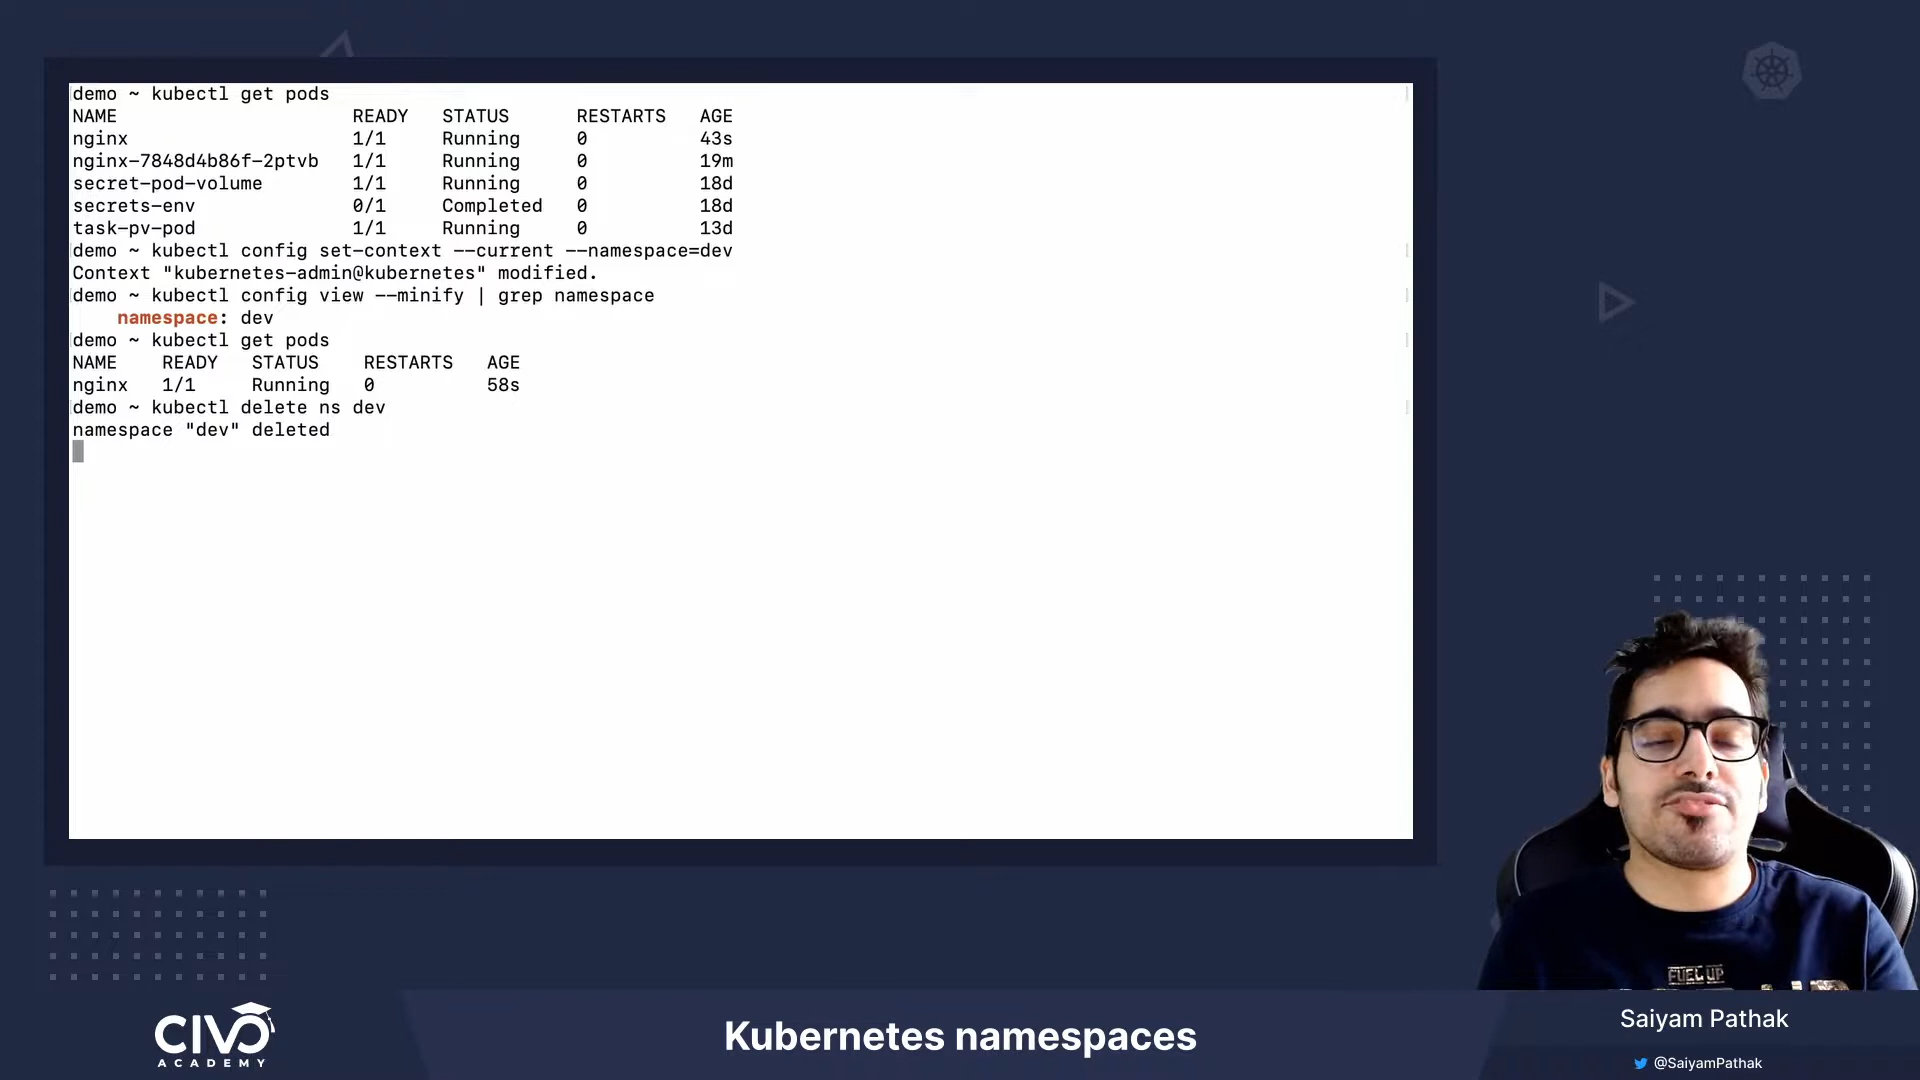 demo ~ kubectl get pods
NAME READY STATUS RESTARTS AGE
nginx 1/1 Running 0 43s
nginx-7848d4b86f-2ptvb 1/1 Running 0 19m
secret-pod-volume 1/1 Running 0 18d
secrets-env 0/1 Completed 0 18d
task-pv-pod 1/1 Running 0 13d
demo ~ kubectl config set-context --current --namespace=dev
Context "kubernetes-admin@kubernetes" modified.
demo ~ kubectl config view --minify | grep namespace
namespace: dev
demo ~ kubectl get pods
NAME READY STATUS RESTARTS AGE
nginx 1/1 Running 0 58s
demo ~ kubectl delete ns dev
namespace "dev" deleted
FUEL UP
CIVO
ACADEMY
Kubernetes namespaces
Saiyam Pathak
@SaiyamPathak